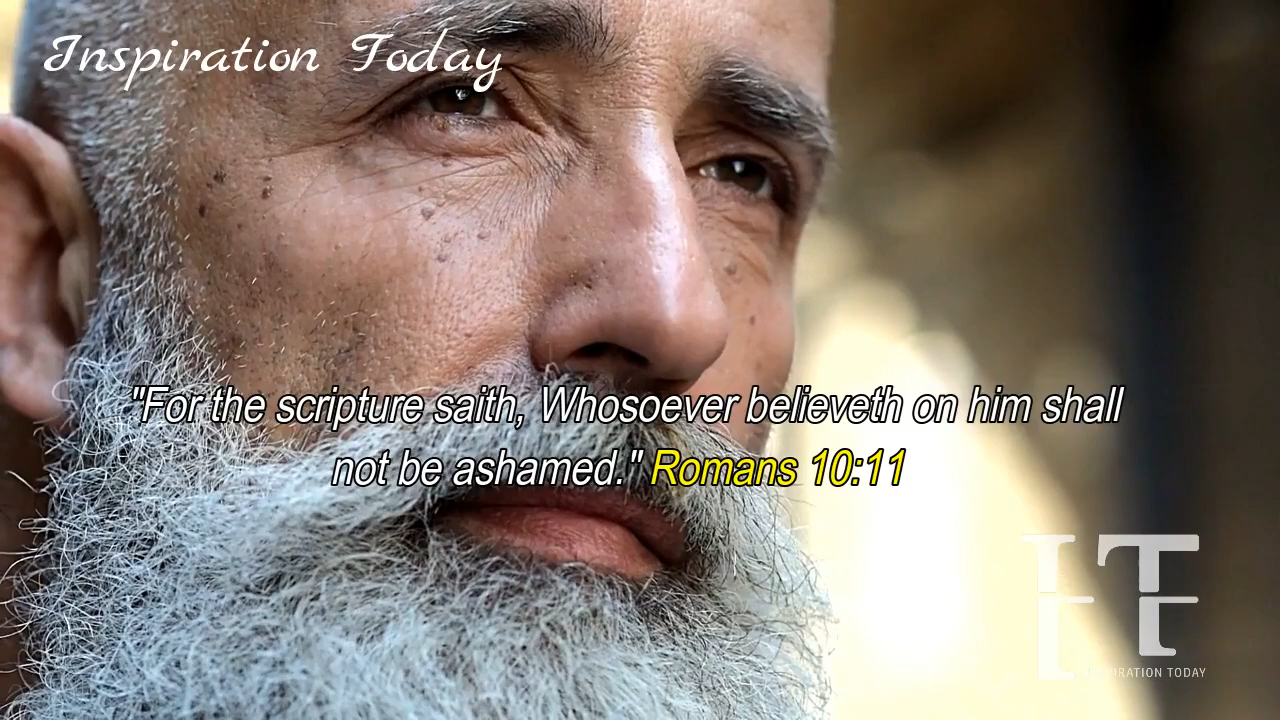 Inspiration Today
"For the scripture saith, Whosoever believeth on him shall
not be ashamed." Romans 10:11
IT
INSPIRATION TODAY